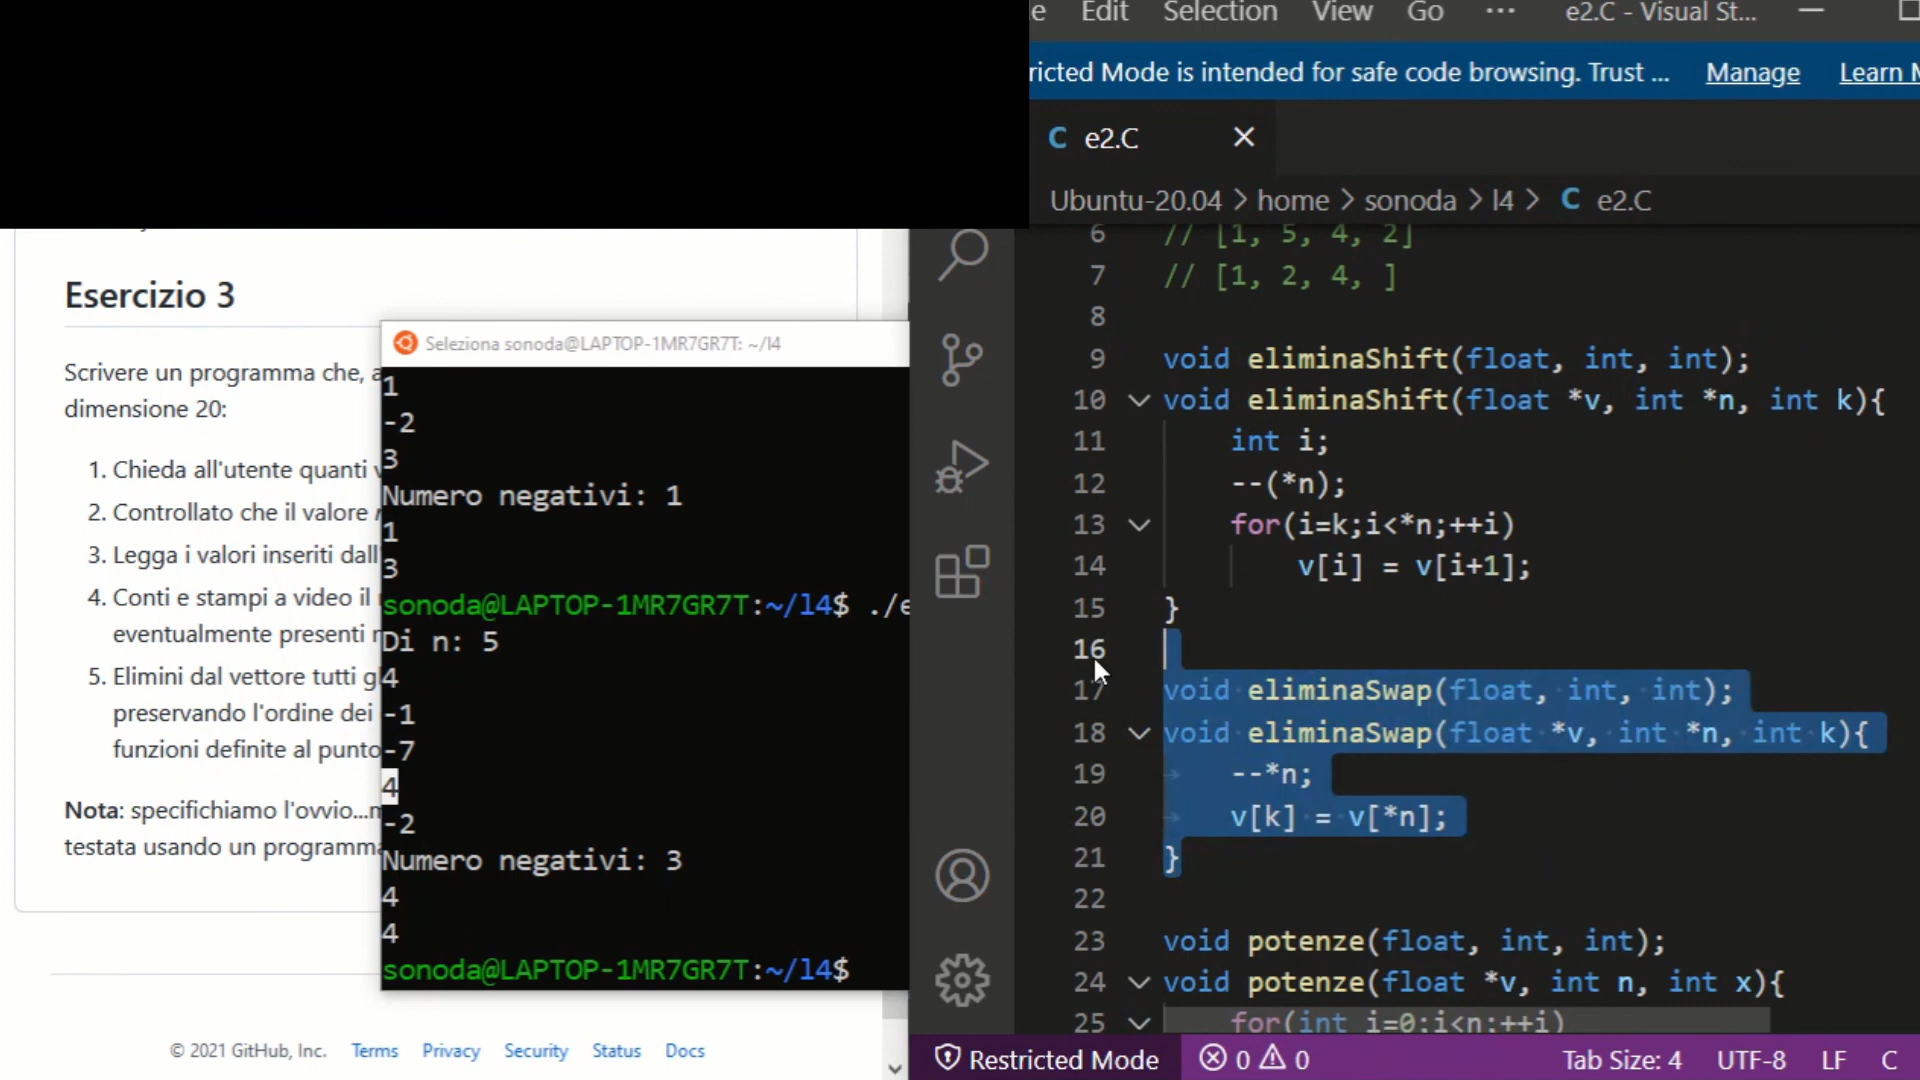 Edit Selection View Go ··· e2.C - Visual St...
ricted Mode is intended for safe code browsing. Trust ... Manage Learn
C e2.C
Ubuntu-20.04 > home > sonoda > l4 > C e2.C
Esercizio 3
Scrivere un programma che,
dimensione 20:
1. Chieda all'utente quanti
2. Controllato che il valore
3. Legga i valori inseriti
4. Conti e stampi a video il
eventualmente presenti
5. Elimini dal vettore tutti
preservando l'ordine dei
funzioni definite al punto
Nota: specifichiamo l'ovvio...
testata usando un programma
© 2021 GitHub, Inc. Terms Privacy Security Status Docs
Seleziona sonoda@LAPTOP-1MR7GR7T: ~/l4
1
-2
3
Numero negativi: 1
1
3
sonoda@LAPTOP-1MR7GR7T:~/l4$ ./e
Di n: 5
4
-1
-7
4
-2
Numero negativi: 3
4
4
sonoda@LAPTOP-1MR7GR7T:~/l4$
6 // [1, 5, 4, 2]
7 // [1, 2, 4, ]
8
9 void eliminaShift(float, int, int);
10 void eliminaShift(float *v, int *n, int k){
11 int i;
12 --(*n);
13 for(i=k;i<*n;++i)
14 v[i] = v[i+1];
15 }
16
17 void eliminaSwap(float, int, int);
18 void eliminaSwap(float *v, int *n, int k){
19 --*n;
20 v[k] = v[*n];
21 }
22
23 void potenze(float, int, int);
24 void potenze(float *v, int n, int x){
25 for(int i=0;i<n;++i)
Restricted Mode 0 0 Tab Size: 4 UTF-8 LF C